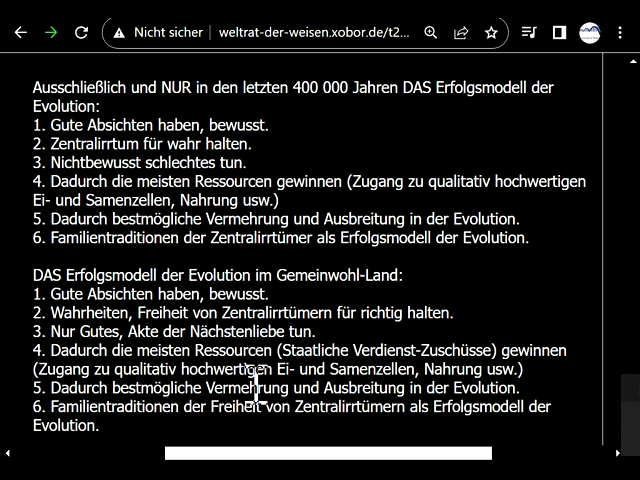 Nicht sicher weltrat-der-weisen.xobor.de/t2...
Ausschließlich und NUR in den letzten 400 000 Jahren DAS Erfolgsmodell der
Evolution:
1. Gute Absichten haben, bewusst.
2. Zentralirrtum für wahr halten.
3. Nichtbewusst schlechtes tun.
4. Dadurch die meisten Ressourcen gewinnen (Zugang zu qualitativ hochwertigen
Ei- und Samenzellen, Nahrung usw.)
5. Dadurch bestmögliche Vermehrung und Ausbreitung in der Evolution.
6. Familientraditionen der Zentralirrtümer als Erfolgsmodell der Evolution.
DAS Erfolgsmodell der Evolution im Gemeinwohl-Land:
1. Gute Absichten haben, bewusst.
2. Wahrheiten, Freiheit von Zentralirrtümern für richtig halten.
3. Nur Gutes, Akte der Nächstenliebe tun.
4. Dadurch die meisten Ressourcen (Staatliche Verdienst-Zuschüsse) gewinnen
(Zugang zu qualitativ hochwertigen Ei- und Samenzellen, Nahrung usw.)
5. Dadurch bestmögliche Vermehrung und Ausbreitung in der Evolution.
6. Familientraditionen der Freiheit von Zentralirrtümern als Erfolgsmodell der
Evolution.